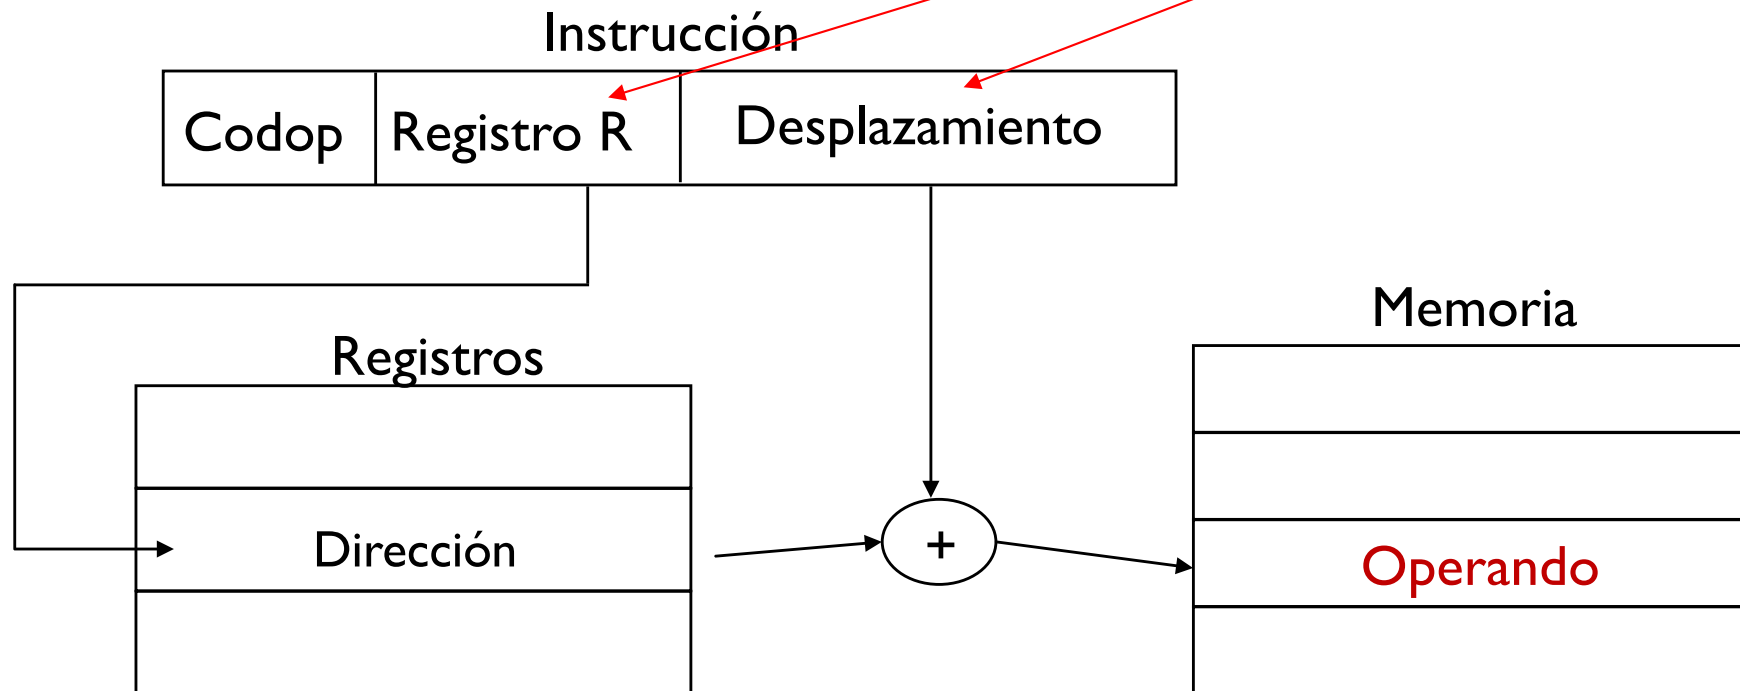 Instrucción
Codop
Registro R
Desplazamiento
Memoria
Registros
Dirección
+
Operando